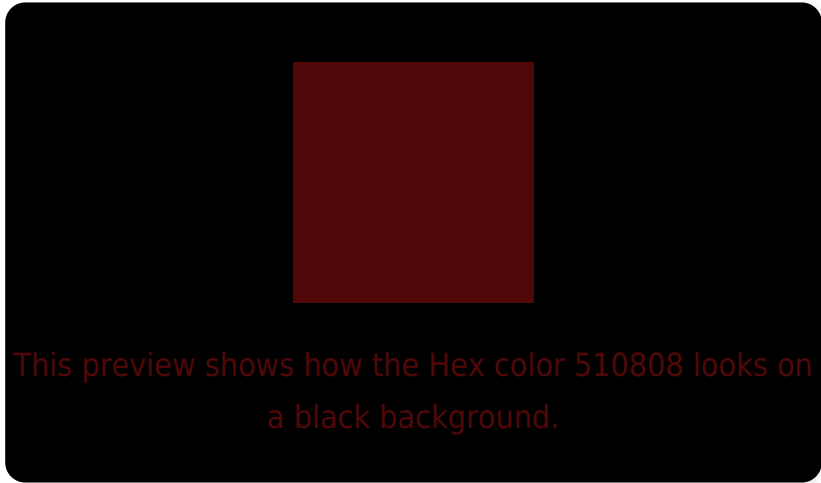 This preview shows how the Hex color 510808 looks on
a black background.